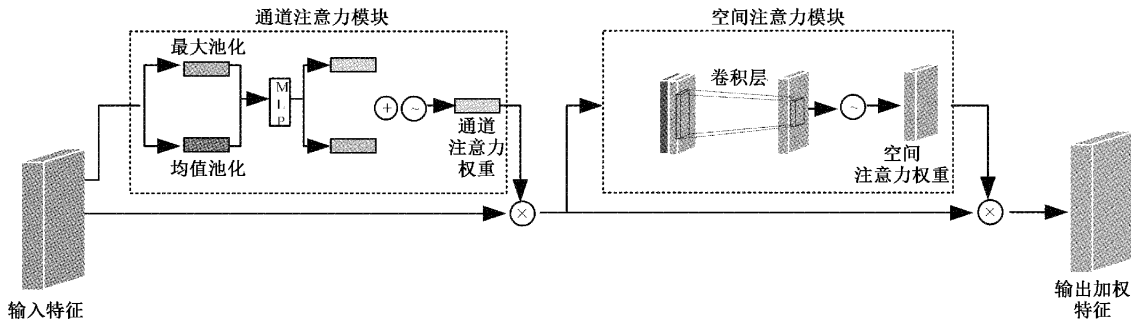 通道注意力模块
最大池化
MLP
均值池化
+
~
通道
注意力
权重
×
空间注意力模块
卷积层
~
空间
注意力权重
×
输入特征
输出加权
特征